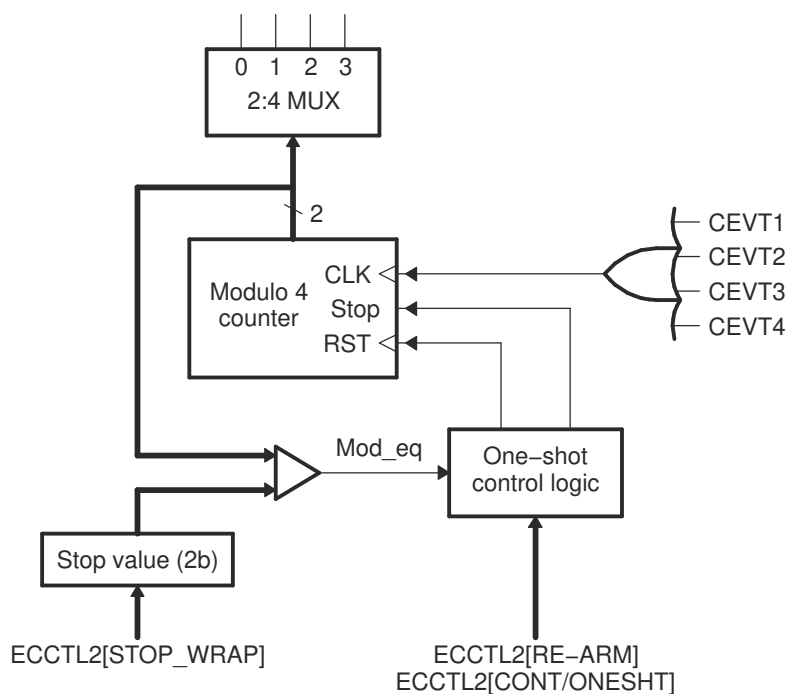 0 1 2 3
2:4 MUX
2
CEVT1
CEVT2
CEVT3
CEVT4
Modulo 4
counter
CLK
Stop
RST
Mod_eq
One−shot
control logic
Stop value (2b)
ECCTL2[STOP_WRAP]
ECCTL2[RE−ARM]
ECCTL2[CONT/ONESHT]